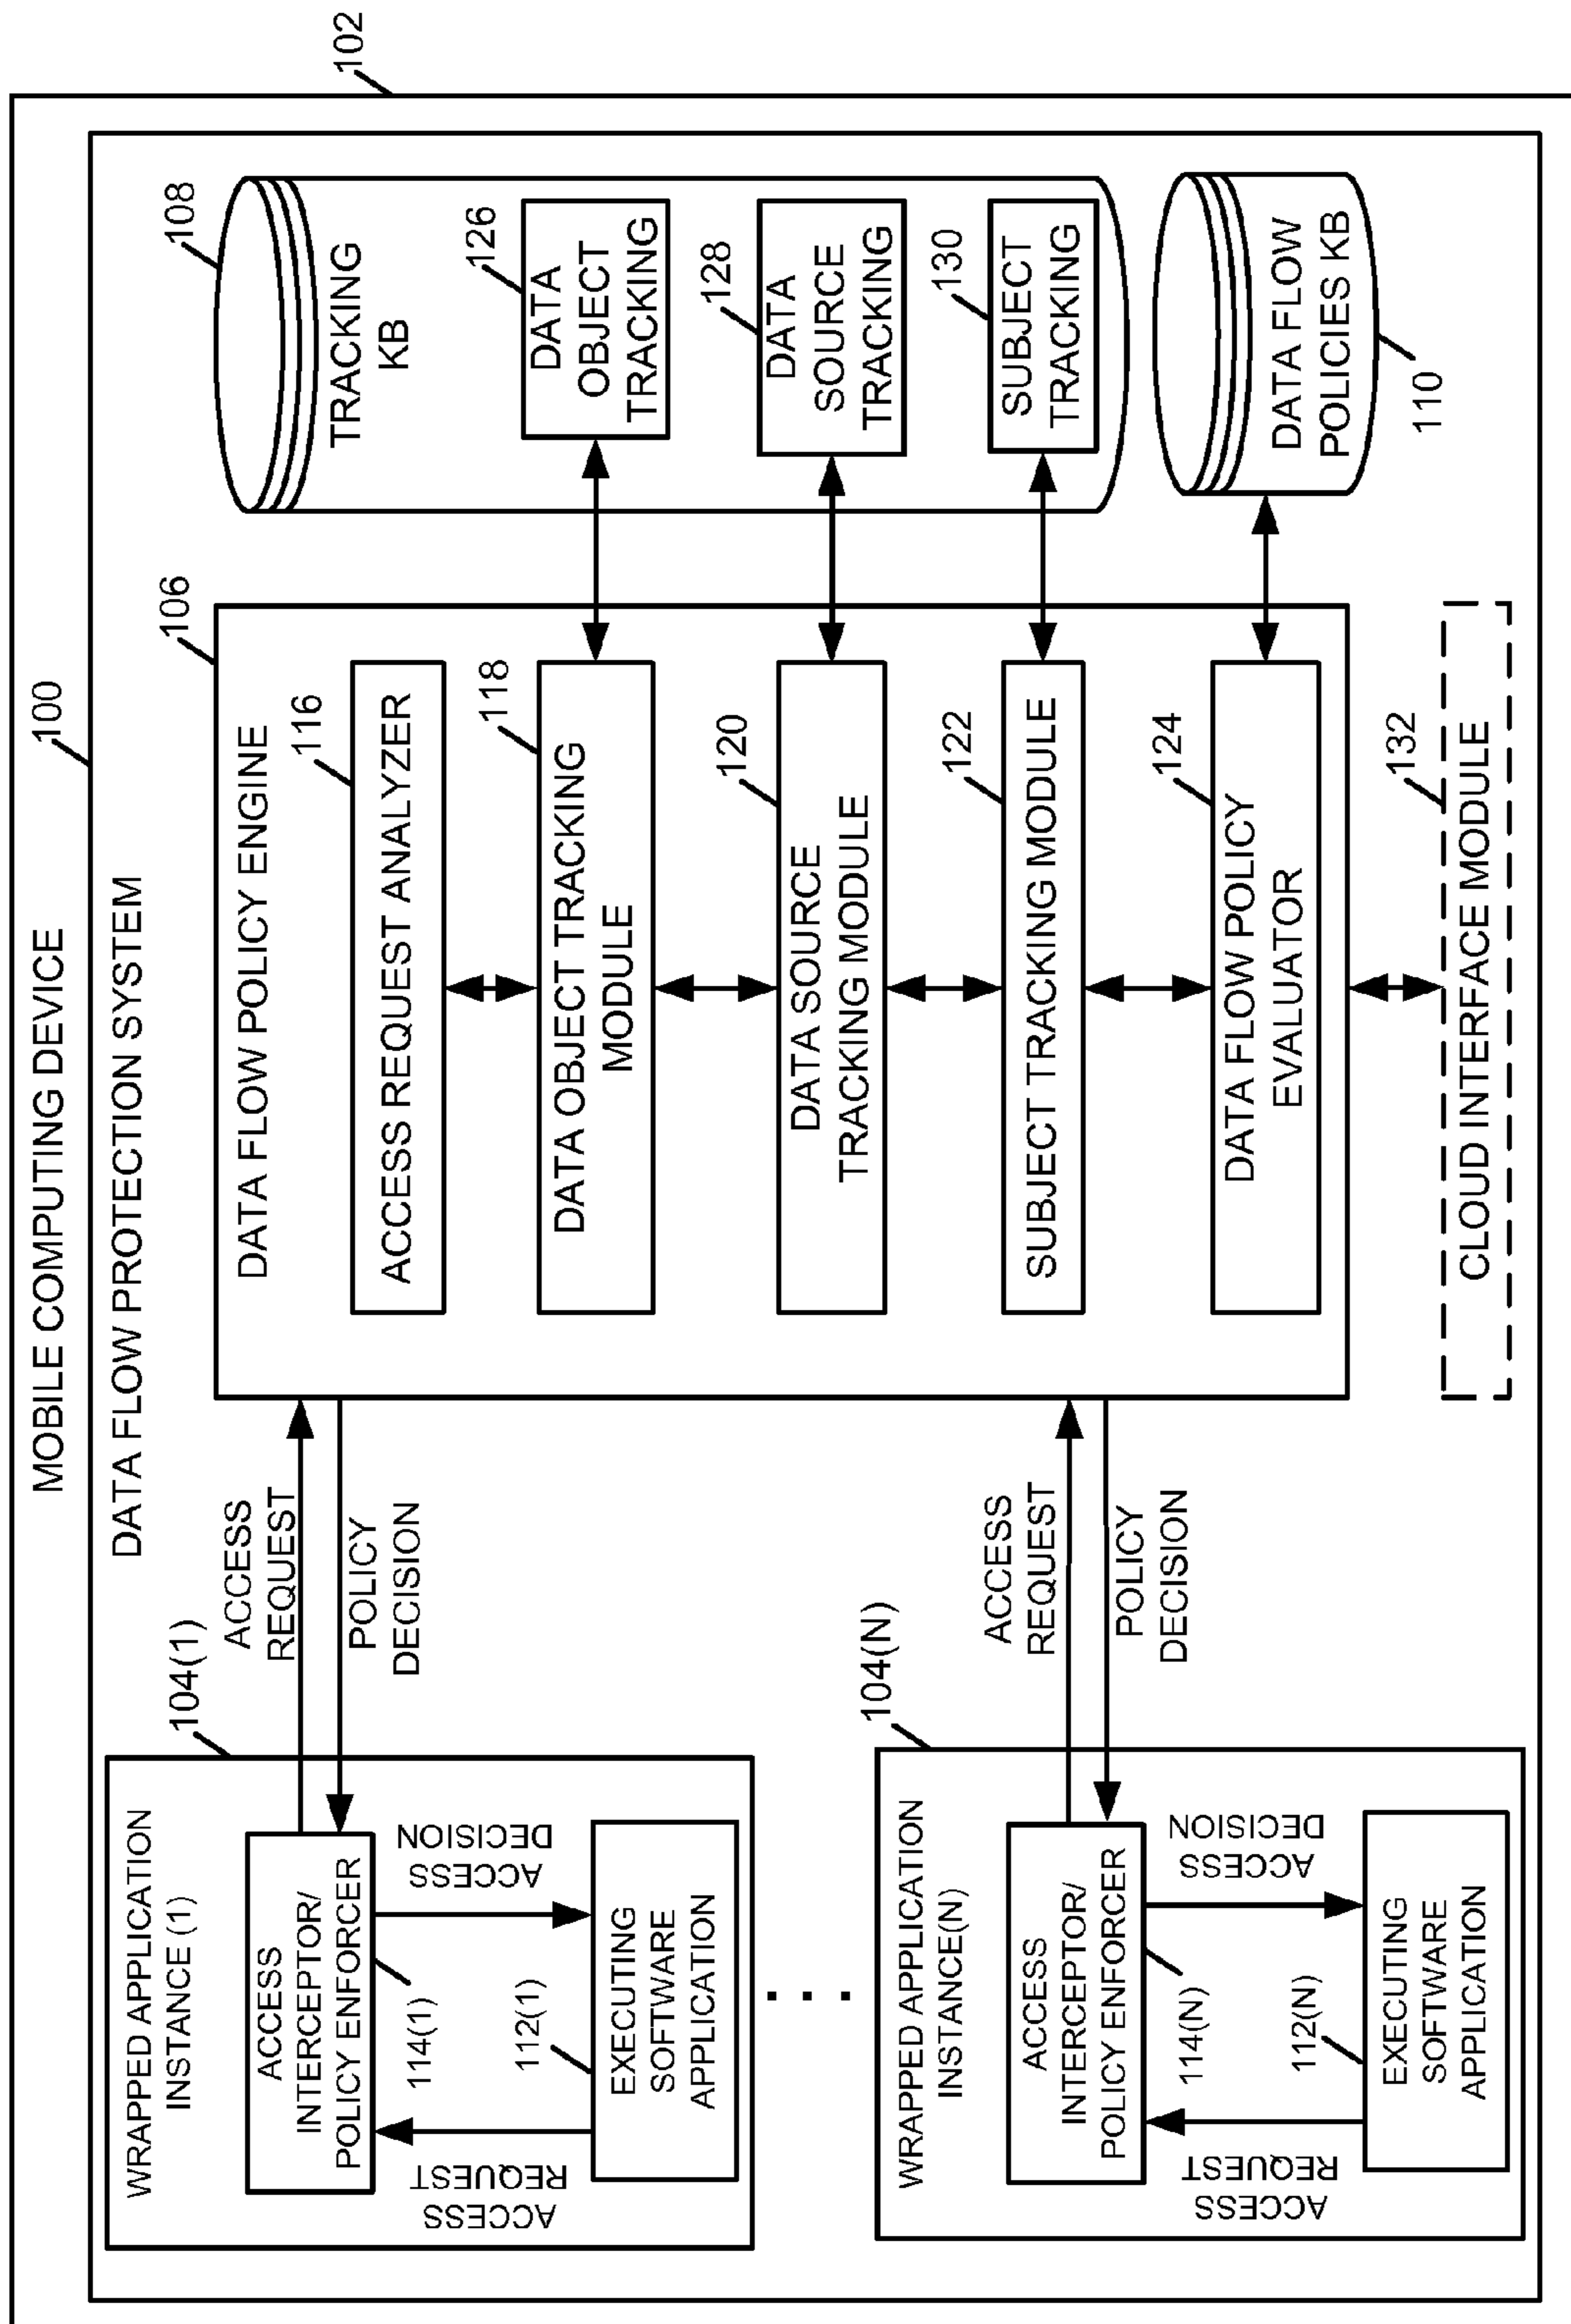 MOBILE COMPUTING DEVICE
102
100
DATA FLOW PROTECTION SYSTEM
WRAPPED APPLICATION
INSTANCE (1)
104(1)
ACCESS
INTERCEPTOR/
POLICY ENFORCER
114(1)
ACCESS
REQUEST
ACCESS
DECISION
112(1)
EXECUTING
SOFTWARE
APPLICATION
ACCESS
REQUEST
POLICY
DECISION
. . .
WRAPPED APPLICATION
INSTANCE(N)
104(N)
ACCESS
INTERCEPTOR/
POLICY ENFORCER
114(N)
ACCESS
REQUEST
ACCESS
DECISION
112(N)
EXECUTING
SOFTWARE
APPLICATION
ACCESS
REQUEST
POLICY
DECISION
106
DATA FLOW POLICY ENGINE
116
ACCESS REQUEST ANALYZER
118
DATA OBJECT TRACKING
MODULE
120
DATA SOURCE
TRACKING MODULE
122
SUBJECT TRACKING MODULE
124
DATA FLOW POLICY
EVALUATOR
132
CLOUD INTERFACE MODULE
108
TRACKING
KB
126
DATA
OBJECT
TRACKING
128
DATA
SOURCE
TRACKING
130
SUBJECT
TRACKING
DATA FLOW
POLICIES KB
110